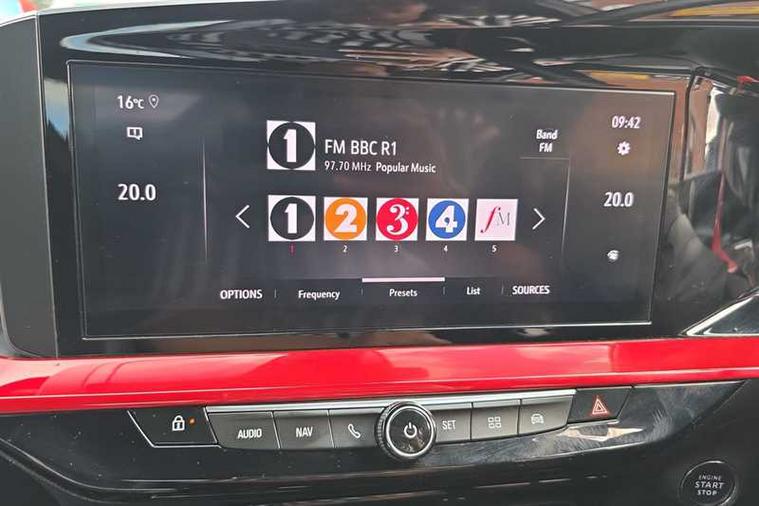 16°C
09:42
1
FM BBC R1
97.70 MHz Popular Music
Band
FM
20.0
20.0
1 2 3 4 fM
1 2 3 4 5
OPTIONS Frequency Presets List SOURCES
AUDIO NAV SET
ENGINE
START
STOP